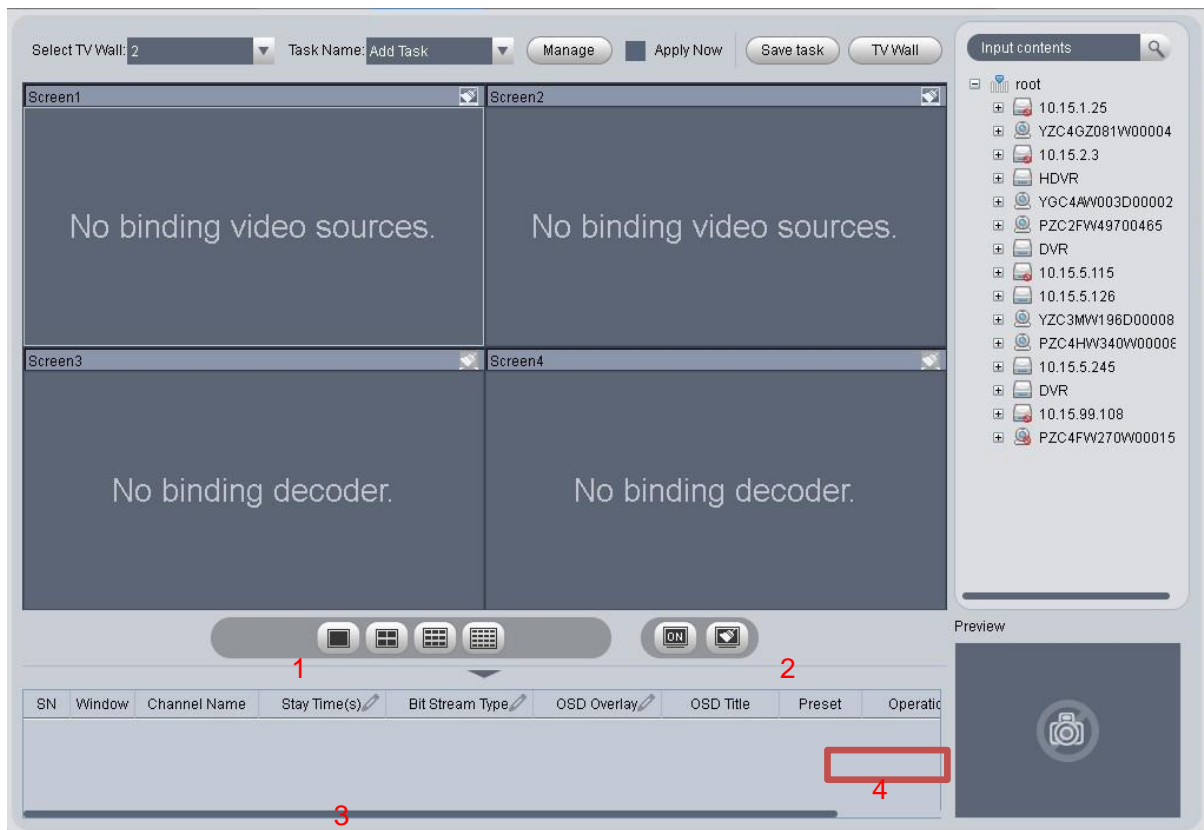 Select TV Wall: 2 Task Name: Add Task Manage Apply Now Save task TV Wall
Input contents
Screen1
Screen2
No binding video sources.
No binding video sources.
Screen3
Screen4
No binding decoder.
No binding decoder.
root
10.15.1.25
YZC4GZ081W00004
10.15.2.3
HDVR
YGC4AW003D00002
PZC2FW49700465
DVR
10.15.5.115
10.15.5.126
YZC3MW196D00008
PZC4HW340W0000
10.15.5.245
DVR
10.15.99.108
PZC4FW270W00015
ON
1
2
Preview
SN Window Channel Name Stay Time(s) Bit Stream Type OSD Overlay OSD Title Preset Operatio
4
3